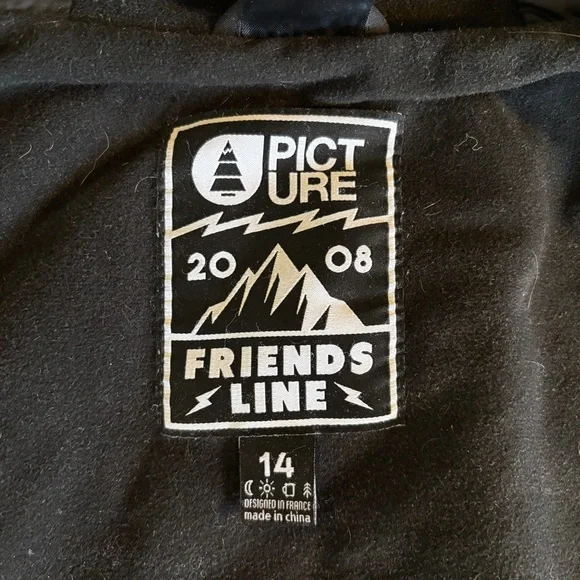 PICT
URE
20 08
FRIENDS
LINE
14
DESIGNED IN FRANCE
made in china